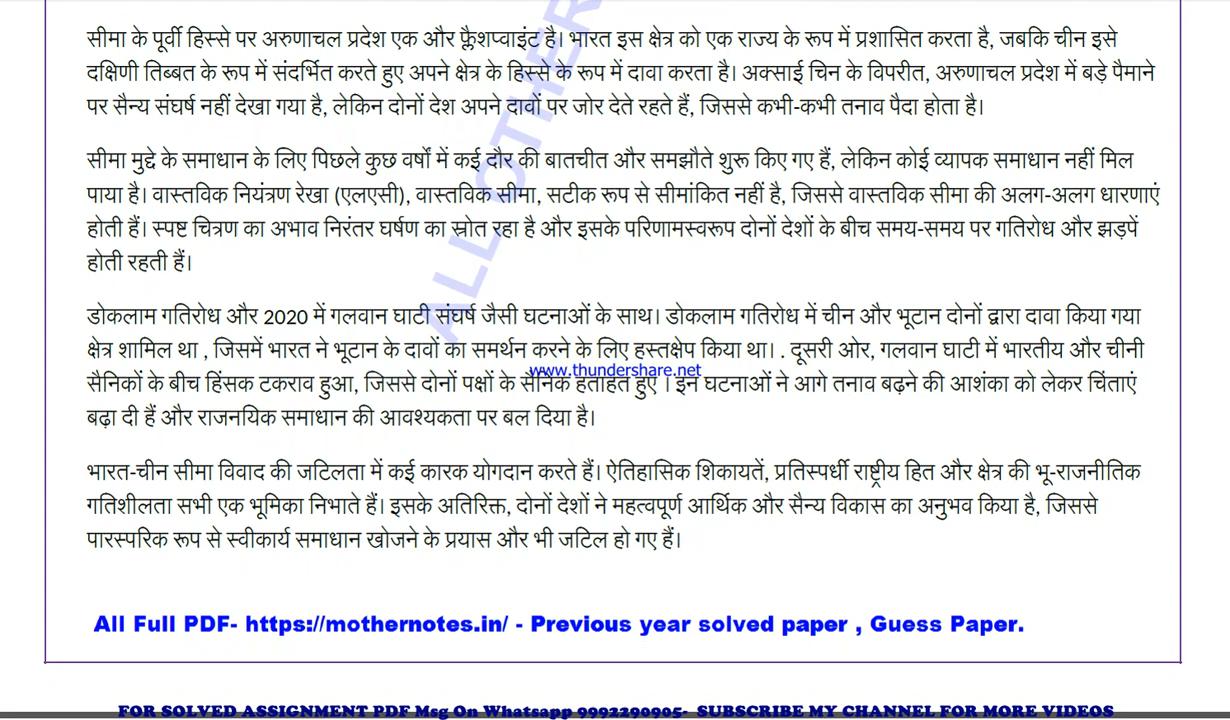 सीमा के पूर्वी हिस्से पर अरुणाचल प्रदेश एक और फ़्लैशप्वाइंट है। भारत इस क्षेत्र को एक राज्य के रूप में प्रशासित करता है, जबकि चीन इसे
दक्षिणी तिब्बत के रूप में संदर्भित करते हुए अपने क्षेत्र के हिस्से के रूप में दावा करता है। अक्साई चिन के विपरीत, अरुणाचल प्रदेश में बड़े पैमाने
पर सैन्य संघर्ष नहीं देखा गया है, लेकिन दोनों देश अपने दावों पर जोर देते रहते हैं, जिससे कभी-कभी तनाव पैदा होता है।
सीमा मुद्दे के समाधान के लिए पिछले कुछ वर्षों में कई दौर की बातचीत और समझौते शुरू किए गए हैं, लेकिन कोई व्यापक समाधान नहीं मिल
पाया है। वास्तविक नियंत्रण रेखा (एलएसी), वास्तविक सीमा, सटीक रूप से सीमांकित नहीं है, जिससे वास्तविक सीमा की अलग-अलग धारणाएं
होती हैं। स्पष्ट चित्रण का अभाव निरंतर घर्षण का स्रोत रहा है और इसके परिणामस्वरूप दोनों देशों के बीच समय-समय पर गतिरोध और झड़पें
होती रहती हैं।
डोकलाम गतिरोध और 2020 में गलवान घाटी संघर्ष जैसी घटनाओं के साथ। डोकलाम गतिरोध में चीन और भूटान दोनों द्वारा दावा किया गया
क्षेत्र शामिल था , जिसमें भारत ने भूटान के दावों का समर्थन करने के लिए हस्तक्षेप किया था। . दूसरी ओर, गलवान घाटी में भारतीय और चीनी
www.thundershare.net
सैनिकों के बीच हिंसक टकराव हुआ, जिससे दोनों पक्षों के सैनिक हताहत हुए । इन घटनाओं ने आगे तनाव बढ़ने की आशंका को लेकर चिंताएं
बढ़ा दी हैं और राजनयिक समाधान की आवश्यकता पर बल दिया है।
भारत-चीन सीमा विवाद की जटिलता में कई कारक योगदान करते हैं। ऐतिहासिक शिकायतें, प्रतिस्पर्धी राष्ट्रीय हित और क्षेत्र की भू-राजनीतिक
गतिशीलता सभी एक भूमिका निभाते हैं। इसके अतिरिक्त, दोनों देशों ने महत्वपूर्ण आर्थिक और सैन्य विकास का अनुभव किया है, जिससे
पारस्परिक रूप से स्वीकार्य समाधान खोजने के प्रयास और भी जटिल हो गए हैं।
ALL OTHER
All Full PDF- https://mothernotes.in/ - Previous year solved paper , Guess Paper.
FOR SOLVED ASSIGNMENT PDF Msg On Whatsapp 9992290905- SUBSCRIBE MY CHANNEL FOR MORE VIDEOS